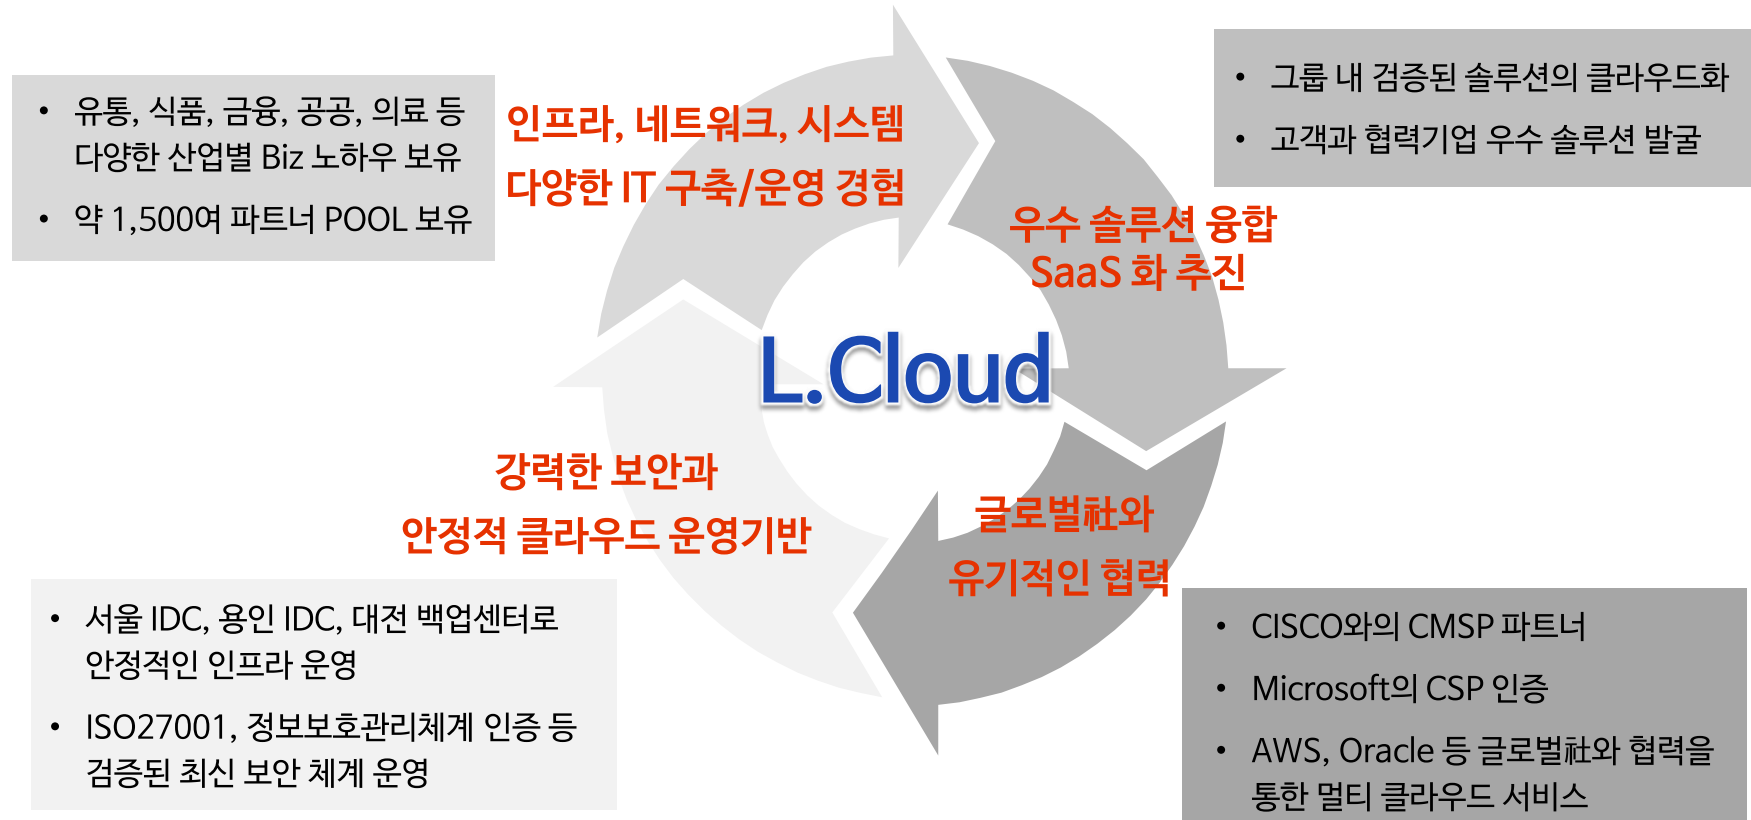 • 유통, 식품, 금융, 공공, 의료 등
다양한 산업별 Biz 노하우 보유
• 약 1,500여 파트너 POOL 보유
인프라, 네트워크, 시스템
다양한 IT 구축/운영 경험
• 그룹 내 검증된 솔루션의 클라우드화
• 고객과 협력기업 우수 솔루션 발굴
우수 솔루션 융합
SaaS 화 추진
L.Cloud
강력한 보안과
안정적 클라우드 운영기반
글로벌社와
유기적인 협력
• 서울 IDC, 용인 IDC, 대전 백업센터로
안정적인 인프라 운영
• ISO27001, 정보보호관리체계 인증 등
검증된 최신 보안 체계 운영
• CISCO와의 CMSP 파트너
• Microsoft의 CSP 인증
• AWS, Oracle 등 글로벌社와 협력을
통한 멀티 클라우드 서비스